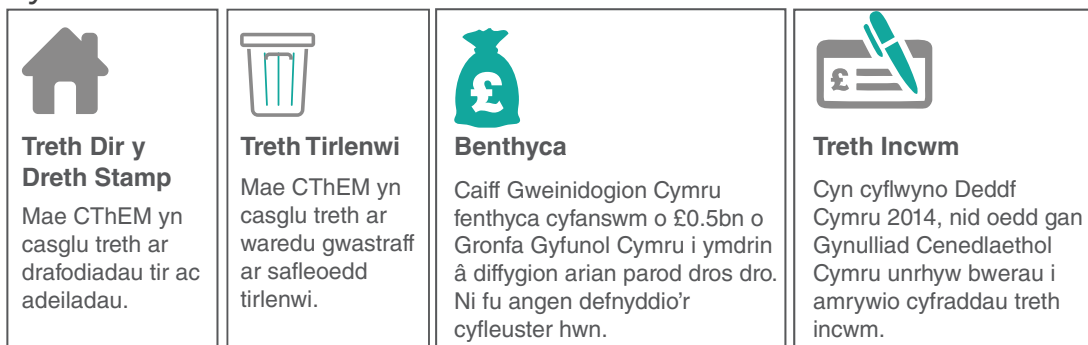 Treth Dir y
Dreth Stamp
Mae CThEM yn
casglu treth ar
drafodiadau tir ac
adeiladau.
Treth Tirlenwi
Mae CThEM yn
casglu treth ar
waredu gwastraff
ar safleoedd
tirlenwi.
£
Benthyca
Caiff Gweinidogion Cymru
fenthyca cyfanswm o £0.5bn o
Gronfa Gyfunol Cymru i ymdrin
â diffygion arian parod dros dro.
Ni fu angen defnyddio’r
cyfleuster hwn.
£
Treth Incwm
Cyn cyflwyno Deddf
Cymru 2014, nid oedd gan
Gynulliad Cenedlaethol
Cymru unrhyw bwerau i
amrywio cyfraddau treth
incwm.